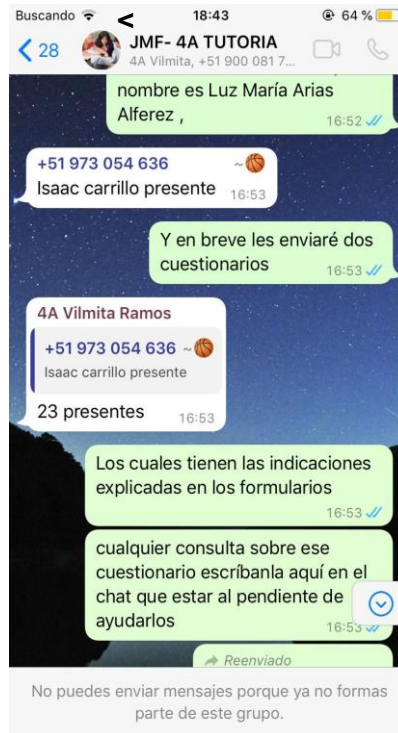 Buscando 18:43 64 %
<
28 JMF- 4A TUTORIA
4A Vilmita, +51 900 081 7...
nombre es Luz María Arias
Alferez ,
16:52
+51 973 054 636 ~🏀
Isaac carrillo presente 16:53
Y en breve les enviaré dos
cuestionarios 16:53
4A Vilmita Ramos
+51 973 054 636 ~🏀
Isaac carrillo presente
23 presentes 16:53
Los cuales tienen las indicaciones
explicadas en los formularios
16:53
cualquier consulta sobre ese
cuestionario escríbanla aquí en el
chat que estar al pendiente de
ayudarlos 16:53
Reenviado
No puedes enviar mensajes porque ya no formas
parte de este grupo.